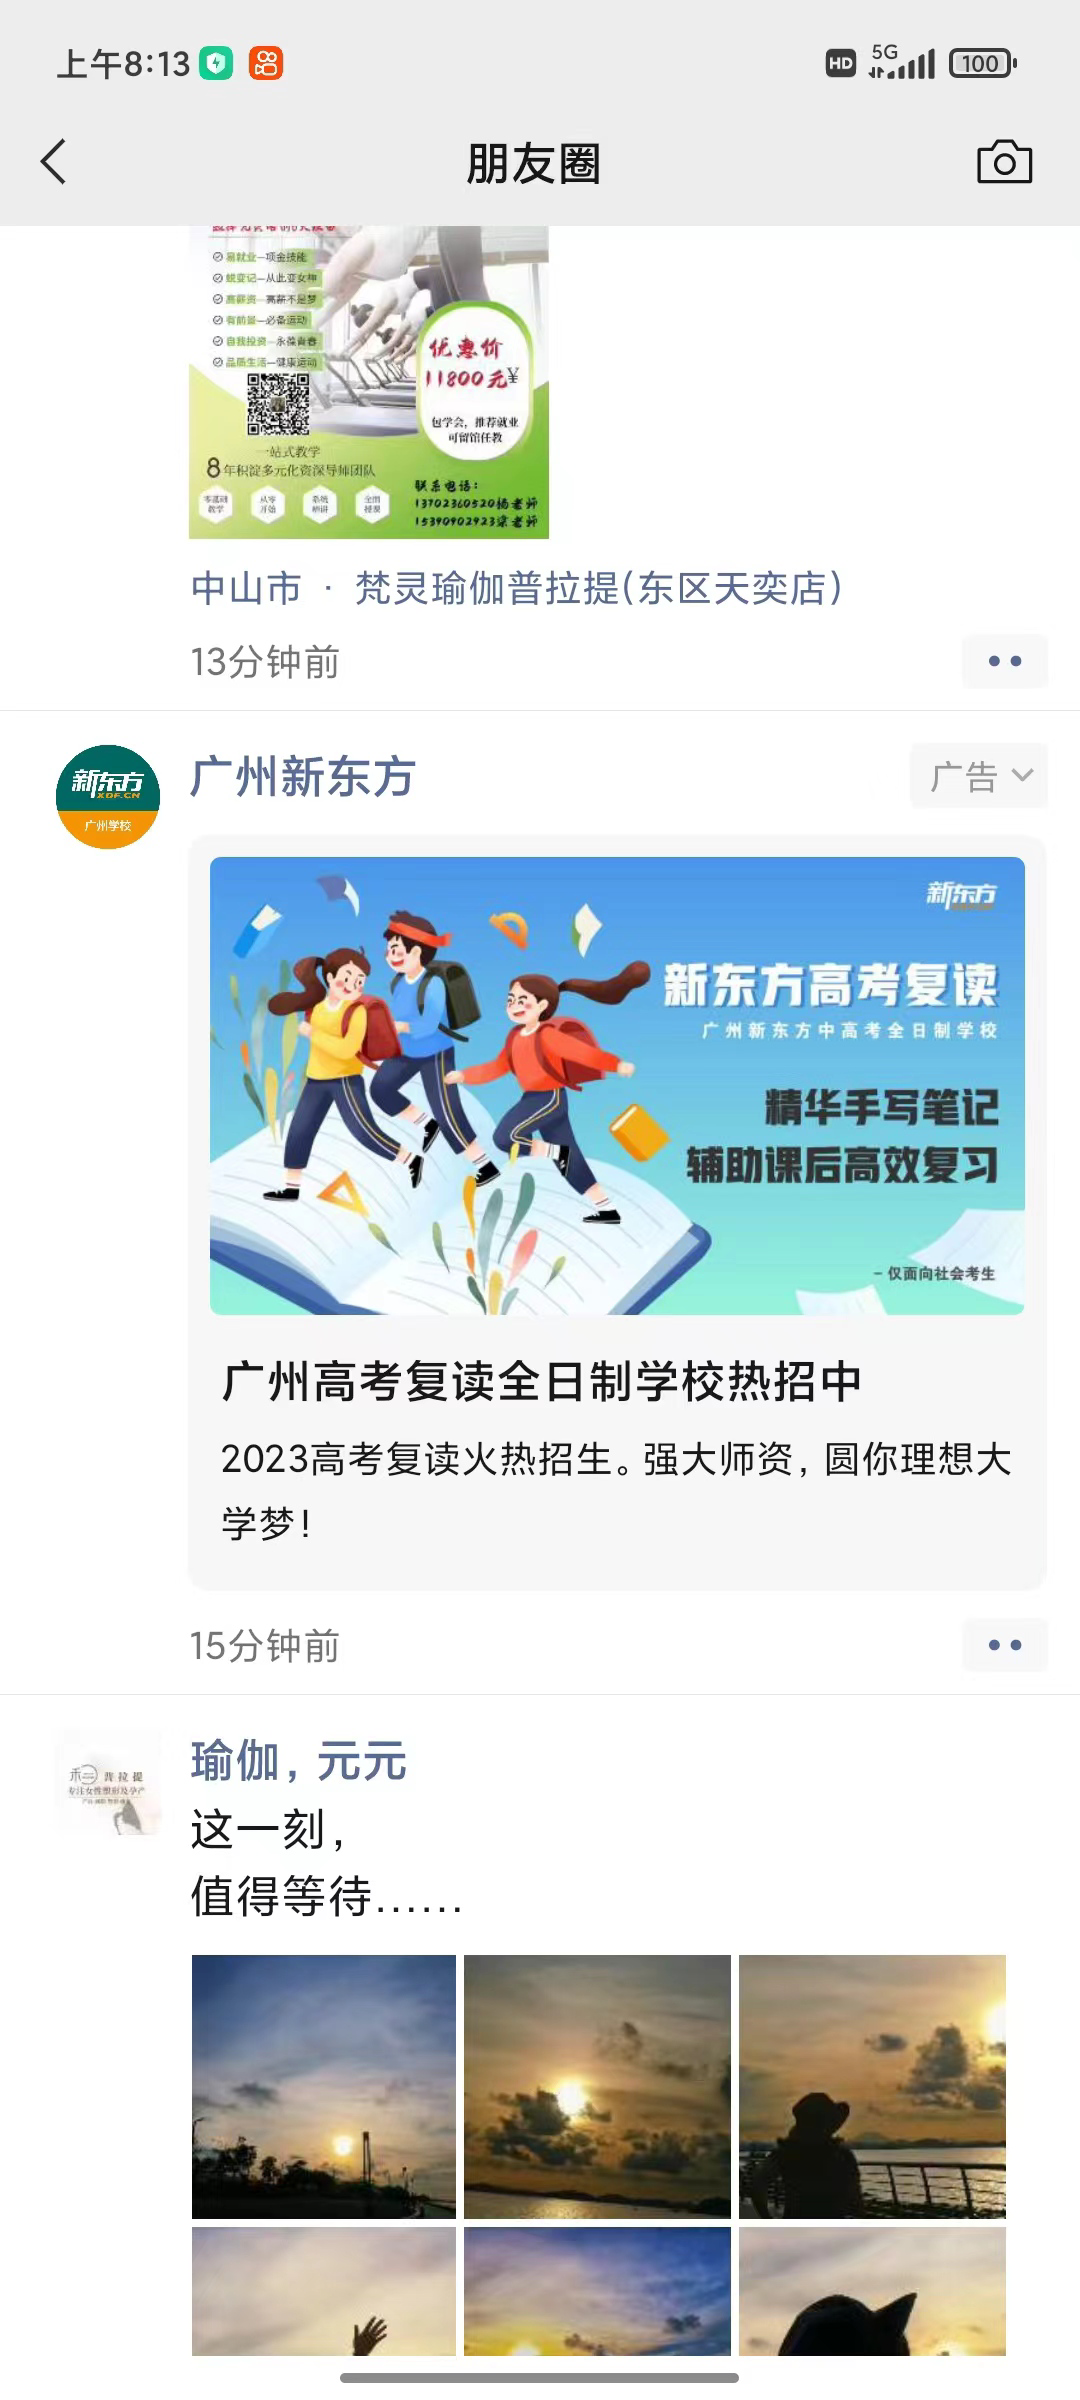 上午8:13
HD 5G 100
朋友圈
易就业—项金技能
蜕变记—从此变女神
高薪资—高薪不是梦
有前景—必备运动
自我投资—永葆青春
品质生活—健康运动
优惠价
11800元¥
包学会，推荐就业
可留馆任教
一站式教学
8年积淀多元化资深导师团队
零基础
教学
从零
开始
系统
全图
授课
联系电话：
13702360520杨老师
15390902923梁老师
中山市 · 梵灵瑜伽普拉提(东区天奕店)
13分钟前
新东方
XDF.CN
广州学校
广州新东方
广告
新东方
新东方高考复读
广州新东方中高考全日制学校
精华手写笔记
辅助课后高效复习
- 仅面向社会考生
广州高考复读全日制学校热招中
2023高考复读火热招生。强大师资，圆你理想大
学梦！
15分钟前
普拉提
专注女性塑形及孕产
瑜伽，元元
这一刻，
值得等待......